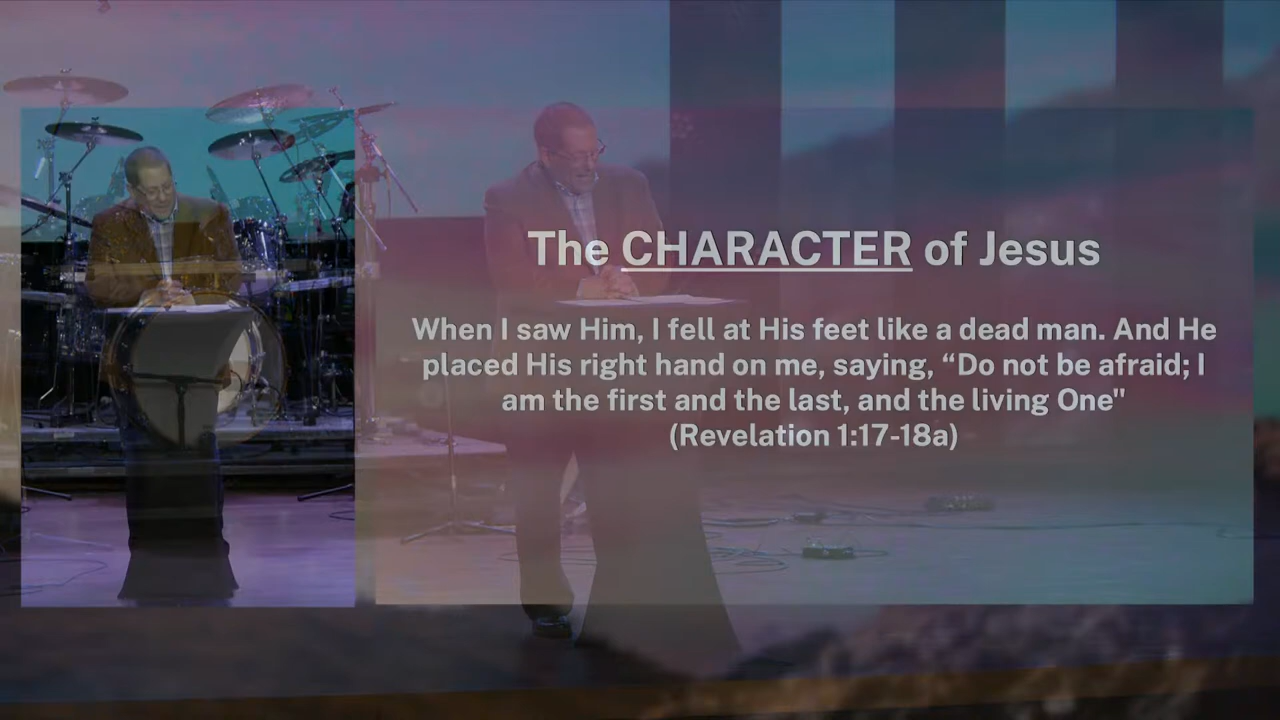 The CHARACTER of Jesus
When I saw Him, I fell at His feet like a dead man. And He
placed His right hand on me, saying, “Do not be afraid; I
am the first and the last, and the living One"
(Revelation 1:17-18a)